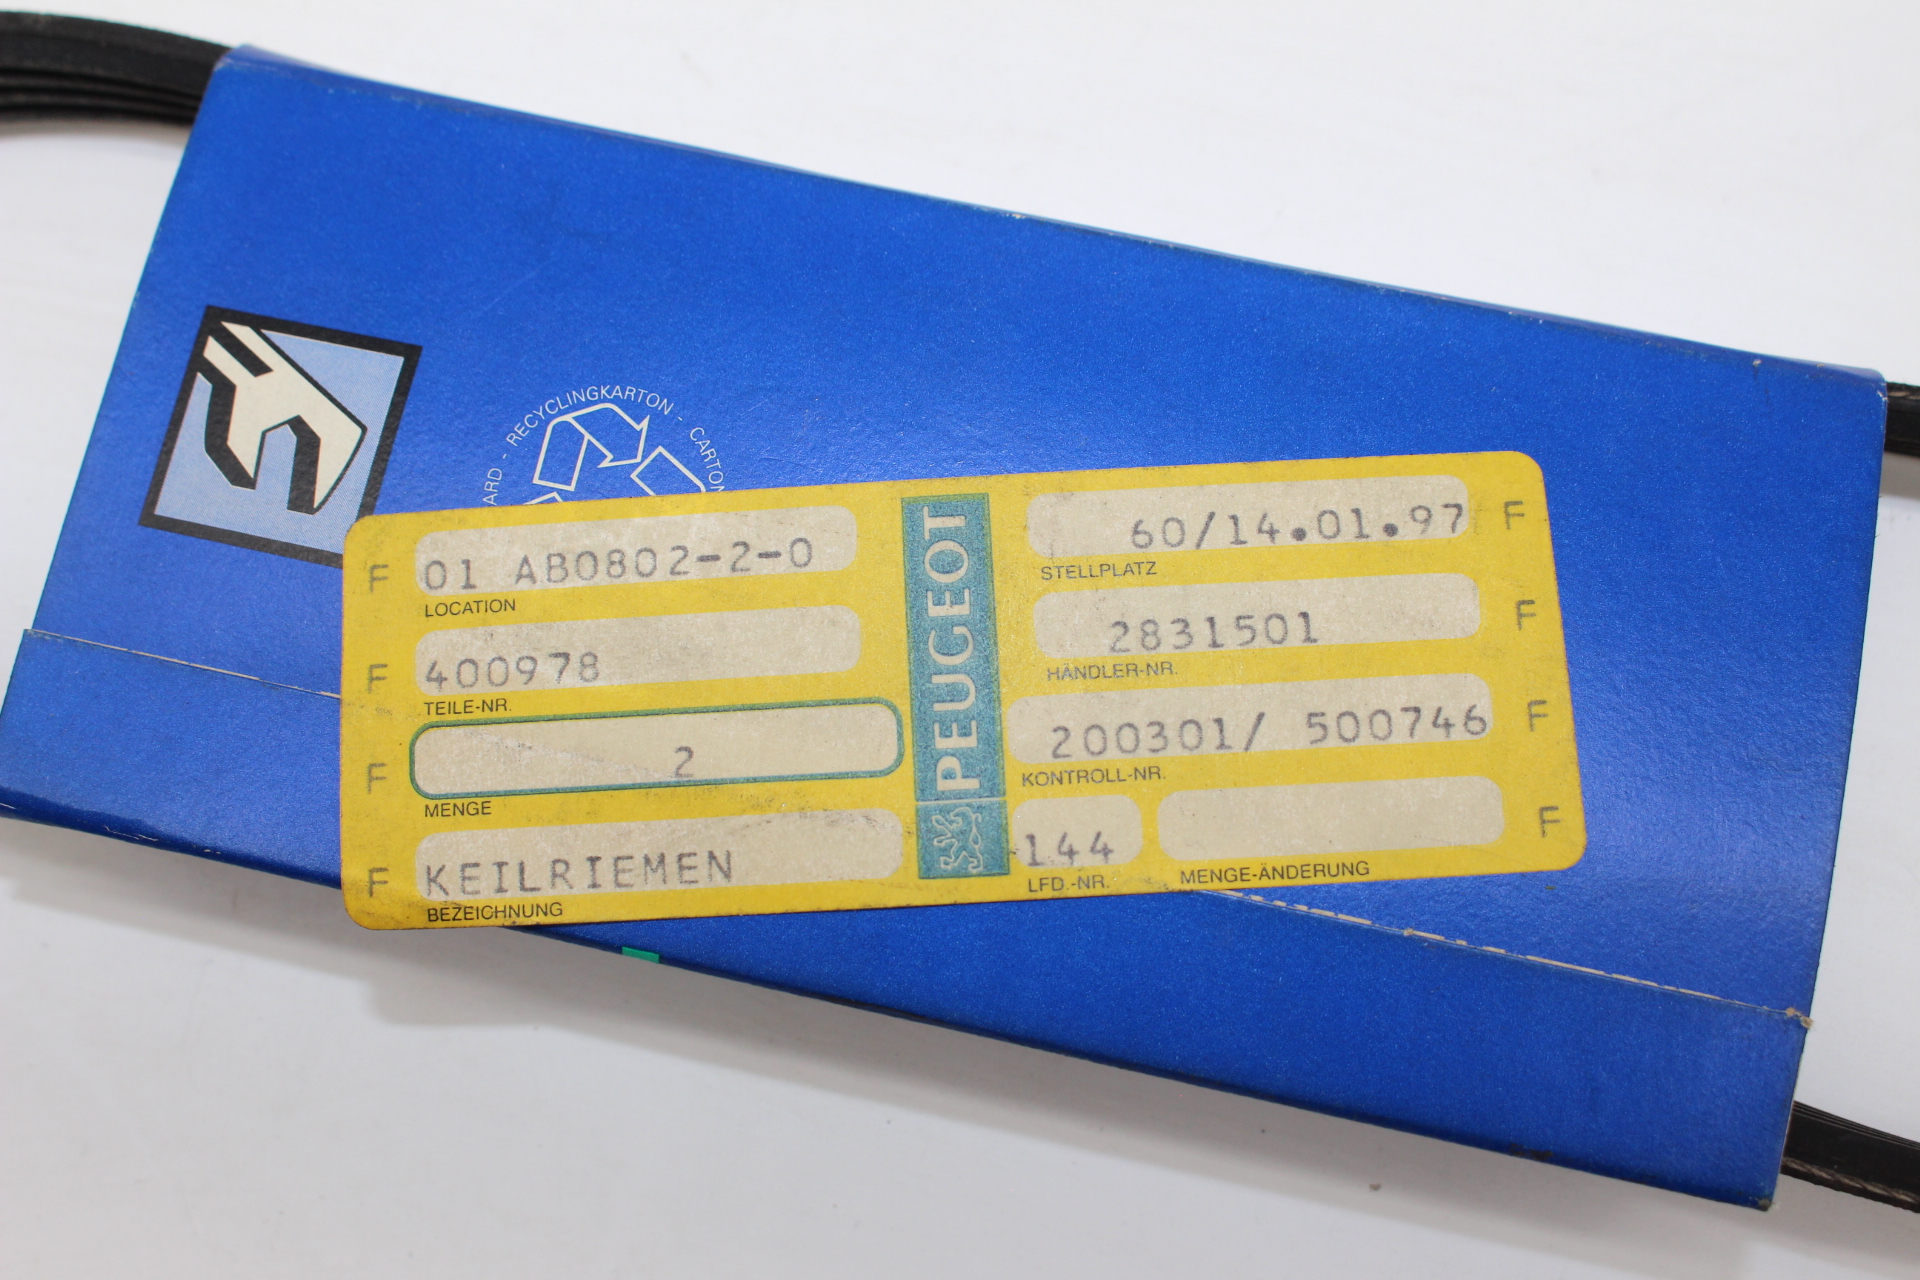 ARD - RECYCLINGKARTON - CARTON
F
01 AB0802-2-0
LOCATION
F
400978
TEILE-NR.
F
2
MENGE
F
KEILRIEMEN
BEZEICHNUNG
PEUGEOT
60/14.01.97
F
STELLPLATZ
2831501
F
HÄNDLER-NR.
200301/ 500746
F
KONTROLL-NR.
144
LFD.-NR.
MENGE-ÄNDERUNG
F